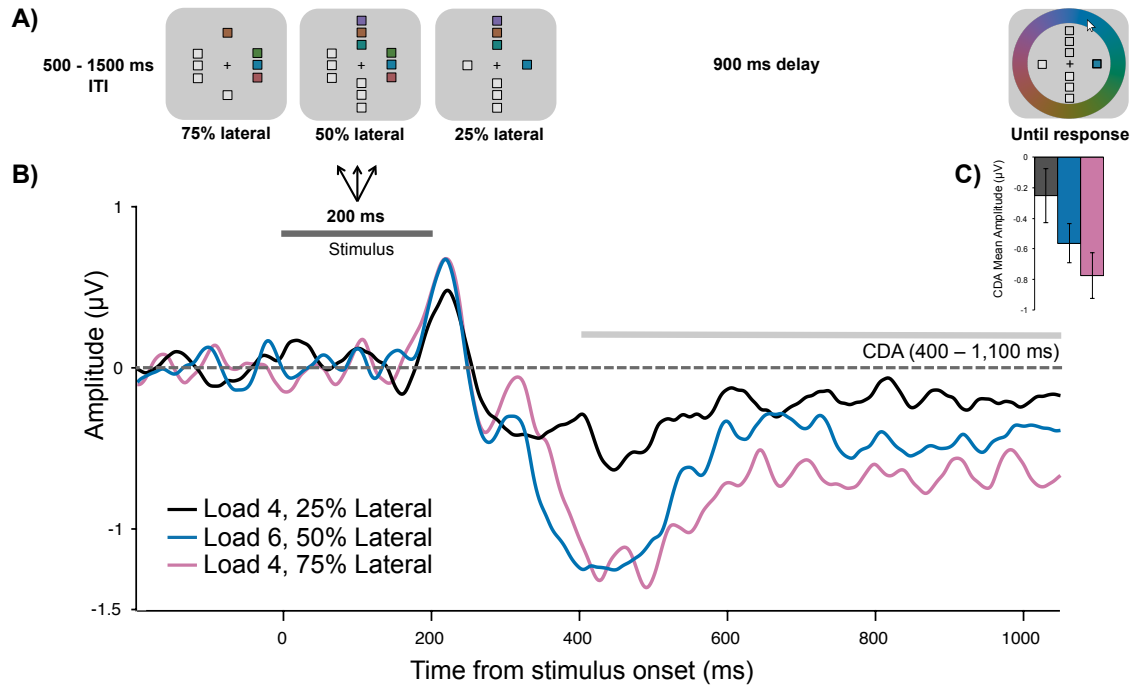 A)
500 - 1500 ms
ITI
75% lateral
50% lateral
25% lateral
900 ms delay
Until response
B)
200 ms
Stimulus
C)
0
-0.2
-0.4
-0.6
-0.8
-1
CDA Mean Amplitude (µV)
CDA (400 – 1,100 ms)
1
0
-1
-1.5
Amplitude (µV)
Load 4, 25% Lateral
Load 6, 50% Lateral
Load 4, 75% Lateral
0
200
400
600
800
1000
Time from stimulus onset (ms)